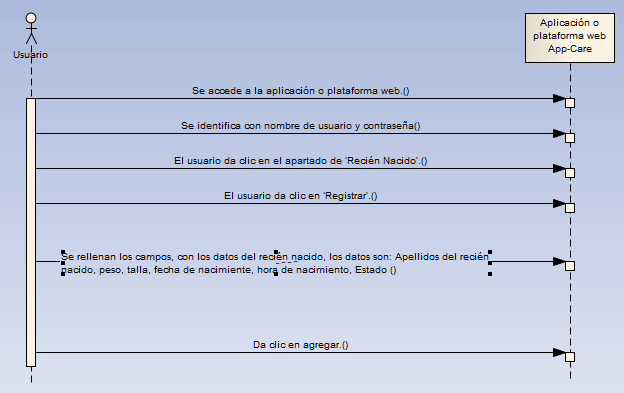 Aplicación o
plataforma web
App-Care
Usuario
Se accede a la aplicación o plataforma web.()
Se identifica con nombre de usuario y contraseña()
El usuario da clic en el apartado de 'Recién Nacido'.()
El usuario da clic en 'Registrar'.()
Se rellenan los campos, con los datos del recién nacido, los datos son: Apellidos del recién
nacido, peso, talla, fecha de nacimiente, hora de nacimiento, Estado ()
Da clic en agregar.()